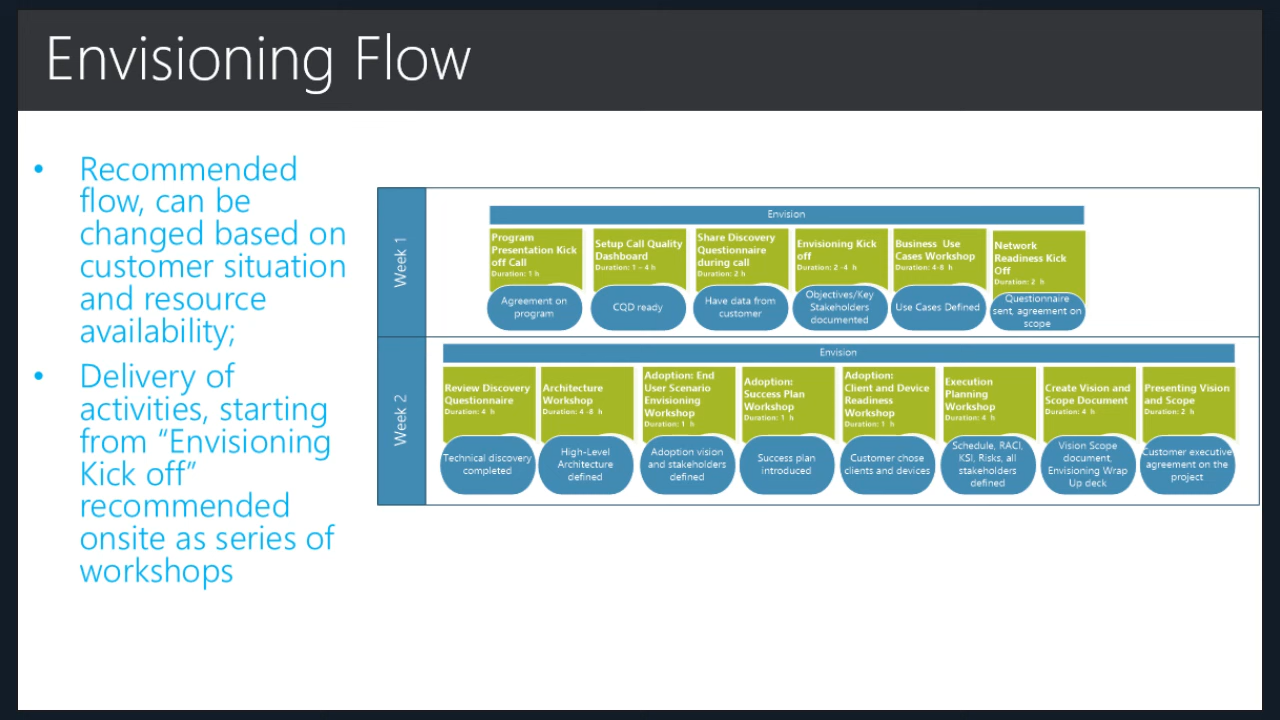 Envisioning Flow
• Recommended
flow, can be
changed based on
customer situation
and resource
availability;
• Delivery of
activities, starting
from “Envisioning
Kick off”
recommended
onsite as series of
workshops
Week 1
Envision
Program
Presentation Kick
off Call
Duration: 1 h
Agreement on
program
Setup Call Quality
Dashboard
Duration: 1 – 4 h
CQD ready
Share Discovery
Questionnaire
during call
Duration: 2 h
Have data from
customer
Envisioning Kick
off
Duration: 2 -4 h
Objectives/Key
Stakeholders
documented
Business Use
Cases Workshop
Duration: 4-8 h
Use Cases Defined
Network
Readiness Kick
Off
Duration: 2 h
Questionnaire
sent, agreement on
scope
Week 2
Envision
Review Discovery
Questionnaire
Duration: 4 h
Technical discovery
completed
Architecture
Workshop
Duration: 4 -8 h
High-Level
Architecture
defined
Adoption: End
User Scenario
Envisioning
Workshop
Duration: 1 h
Adoption vision
and stakeholders
defined
Adoption:
Success Plan
Workshop
Duration: 1 h
Success plan
introduced
Adoption:
Client and Device
Readiness
Workshop
Duration: 1 h
Customer chose
clients and devices
Execution
Planning
Workshop
Duration: 4 h
Schedule, RACI,
KSI, Risks, all
stakeholders
defined
Create Vision and
Scope Document
Duration: 4 h
Vision Scope
document,
Envisioning Wrap
Up deck
Presenting Vision
and Scope
Duration: 2 h
Customer executive
agreement on the
project